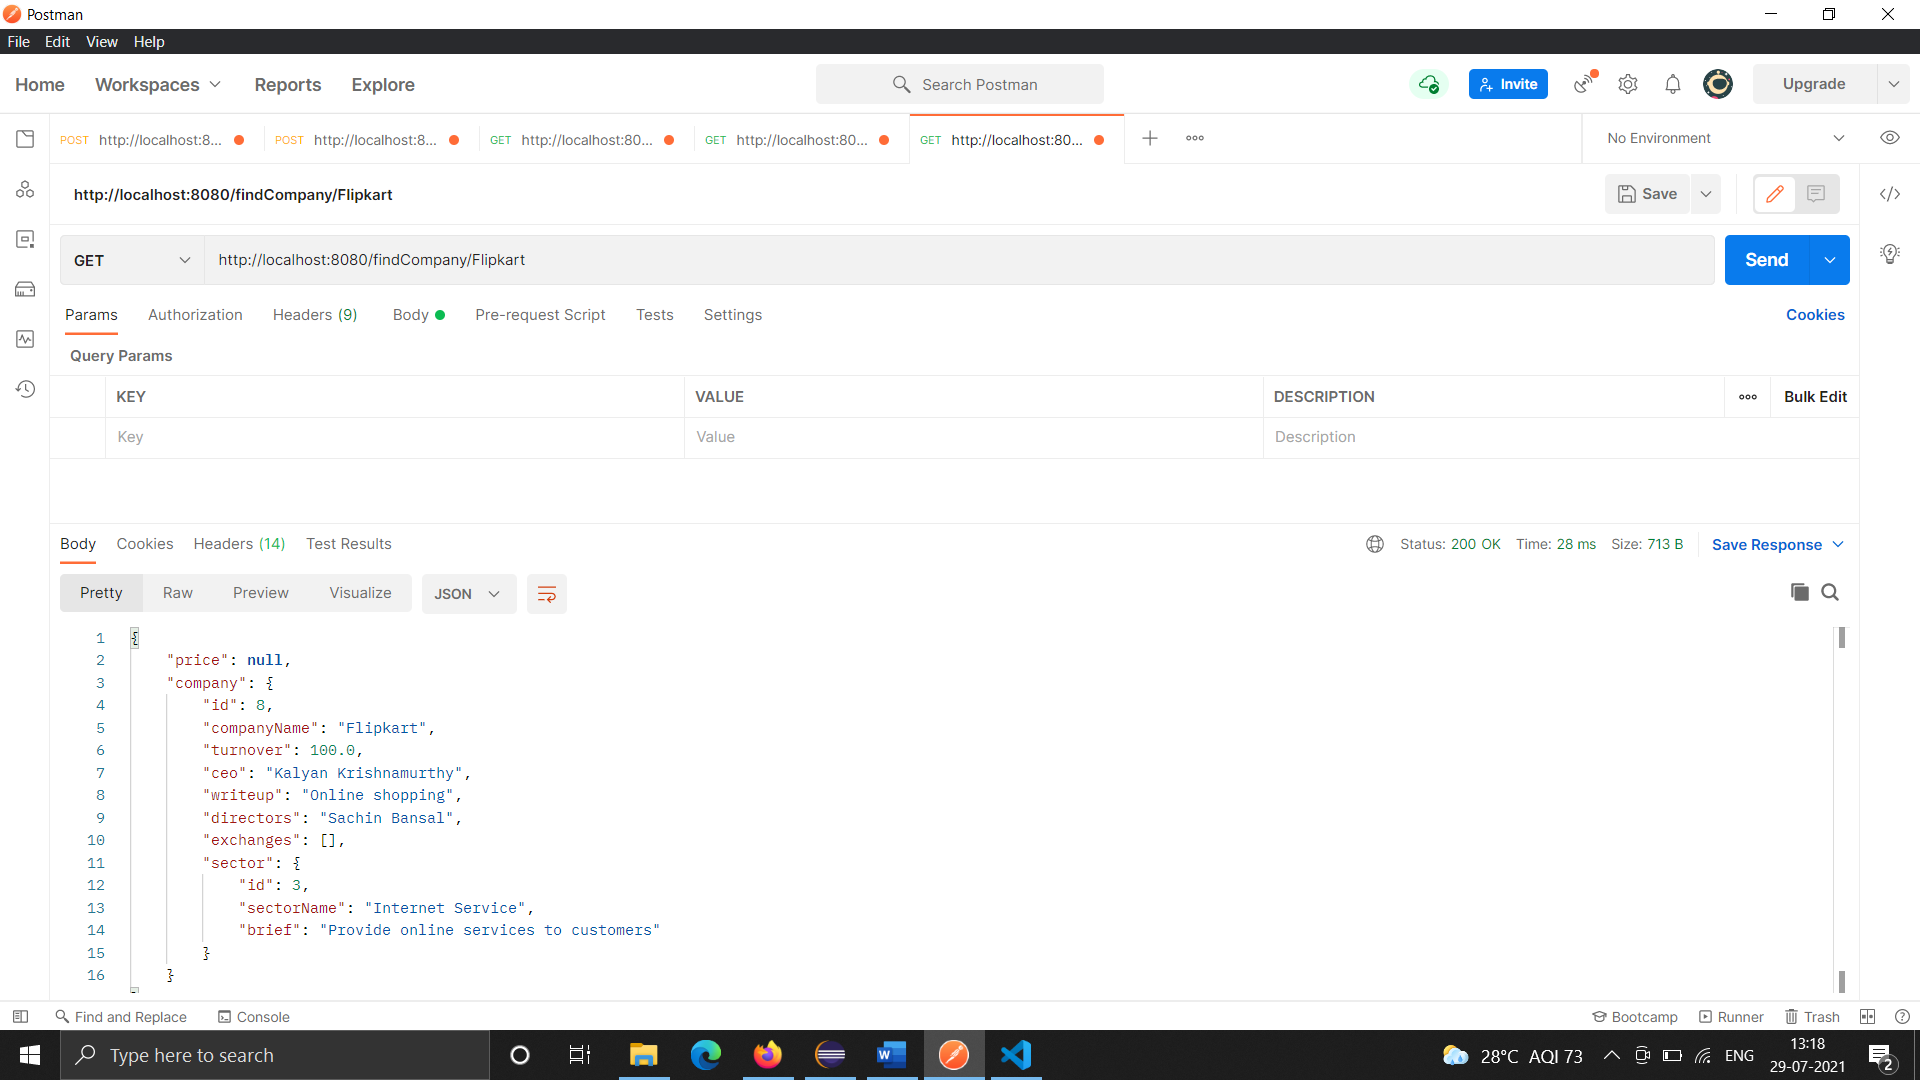 Postman
File Edit View Help
Home Workspaces Reports Explore Search Postman Invite Upgrade
POST http://localhost:8... POST http://localhost:8... GET http://localhost:80... GET http://localhost:80... GET http://localhost:80... No Environment
http://localhost:8080/findCompany/Flipkart Save
GET http://localhost:8080/findCompany/Flipkart Send
Params Authorization Headers (9) Body Pre-request Script Tests Settings Cookies
Query Params
KEY VALUE DESCRIPTION Bulk Edit
Key Value Description
Body Cookies Headers (14) Test Results Status: 200 OK Time: 28 ms Size: 713 B Save Response
Pretty Raw Preview Visualize JSON
1 {
2 "price": null,
3 "company": {
4 "id": 8,
5 "companyName": "Flipkart",
6 "turnover": 100.0,
7 "ceo": "Kalyan Krishnamurthy",
8 "writeup": "Online shopping",
9 "directors": "Sachin Bansal",
10 "exchanges": [],
11 "sector": {
12 "id": 3,
13 "sectorName": "Internet Service",
14 "brief": "Provide online services to customers"
15 }
16 }
Find and Replace Console Bootcamp Runner Trash
Type here to search 28°C AQI 73 ENG 13:18
29-07-2021 2